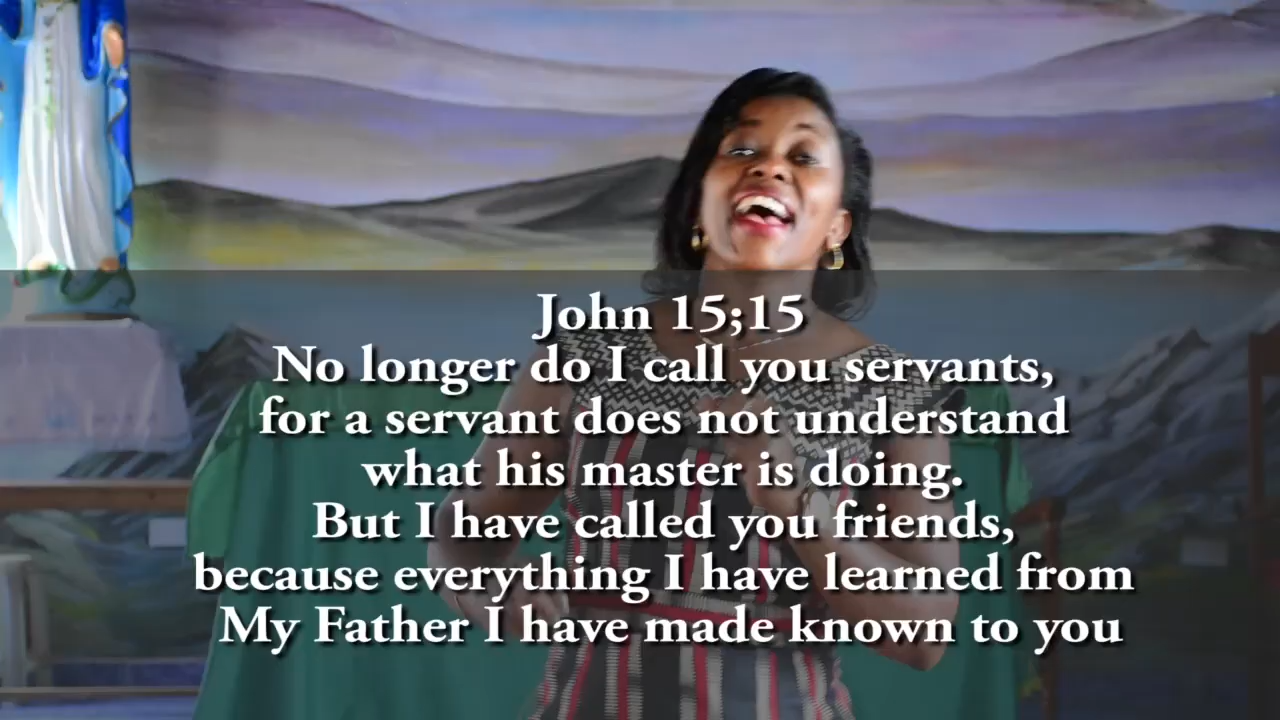 John 15;15
No longer do I call you servants,
for a servant does not understand
what his master is doing.
But I have called you friends,
because everything I have learned from
My Father I have made known to you